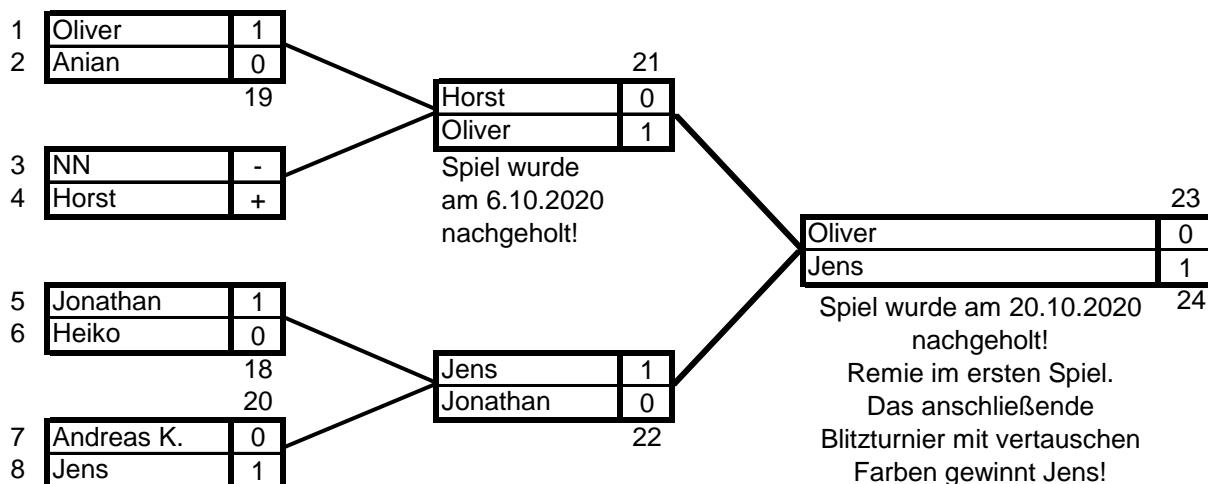 1 Oliver 1
2 Anian 0
19
3 NN -
4 Horst +
5 Jonathan 1
6 Heiko 0
18
20
7 Andreas K. 0
8 Jens 1
21
Horst 0
Oliver 1
Spiel wurde
am 6.10.2020
nachgeholt!
Jens 1
Jonathan 0
22
23
Oliver 0
Jens 1
24
Spiel wurde am 20.10.2020
nachgeholt!
Remie im ersten Spiel.
Das anschließende
Blitzturnier mit vertauschen
Farben gewinnt Jens!